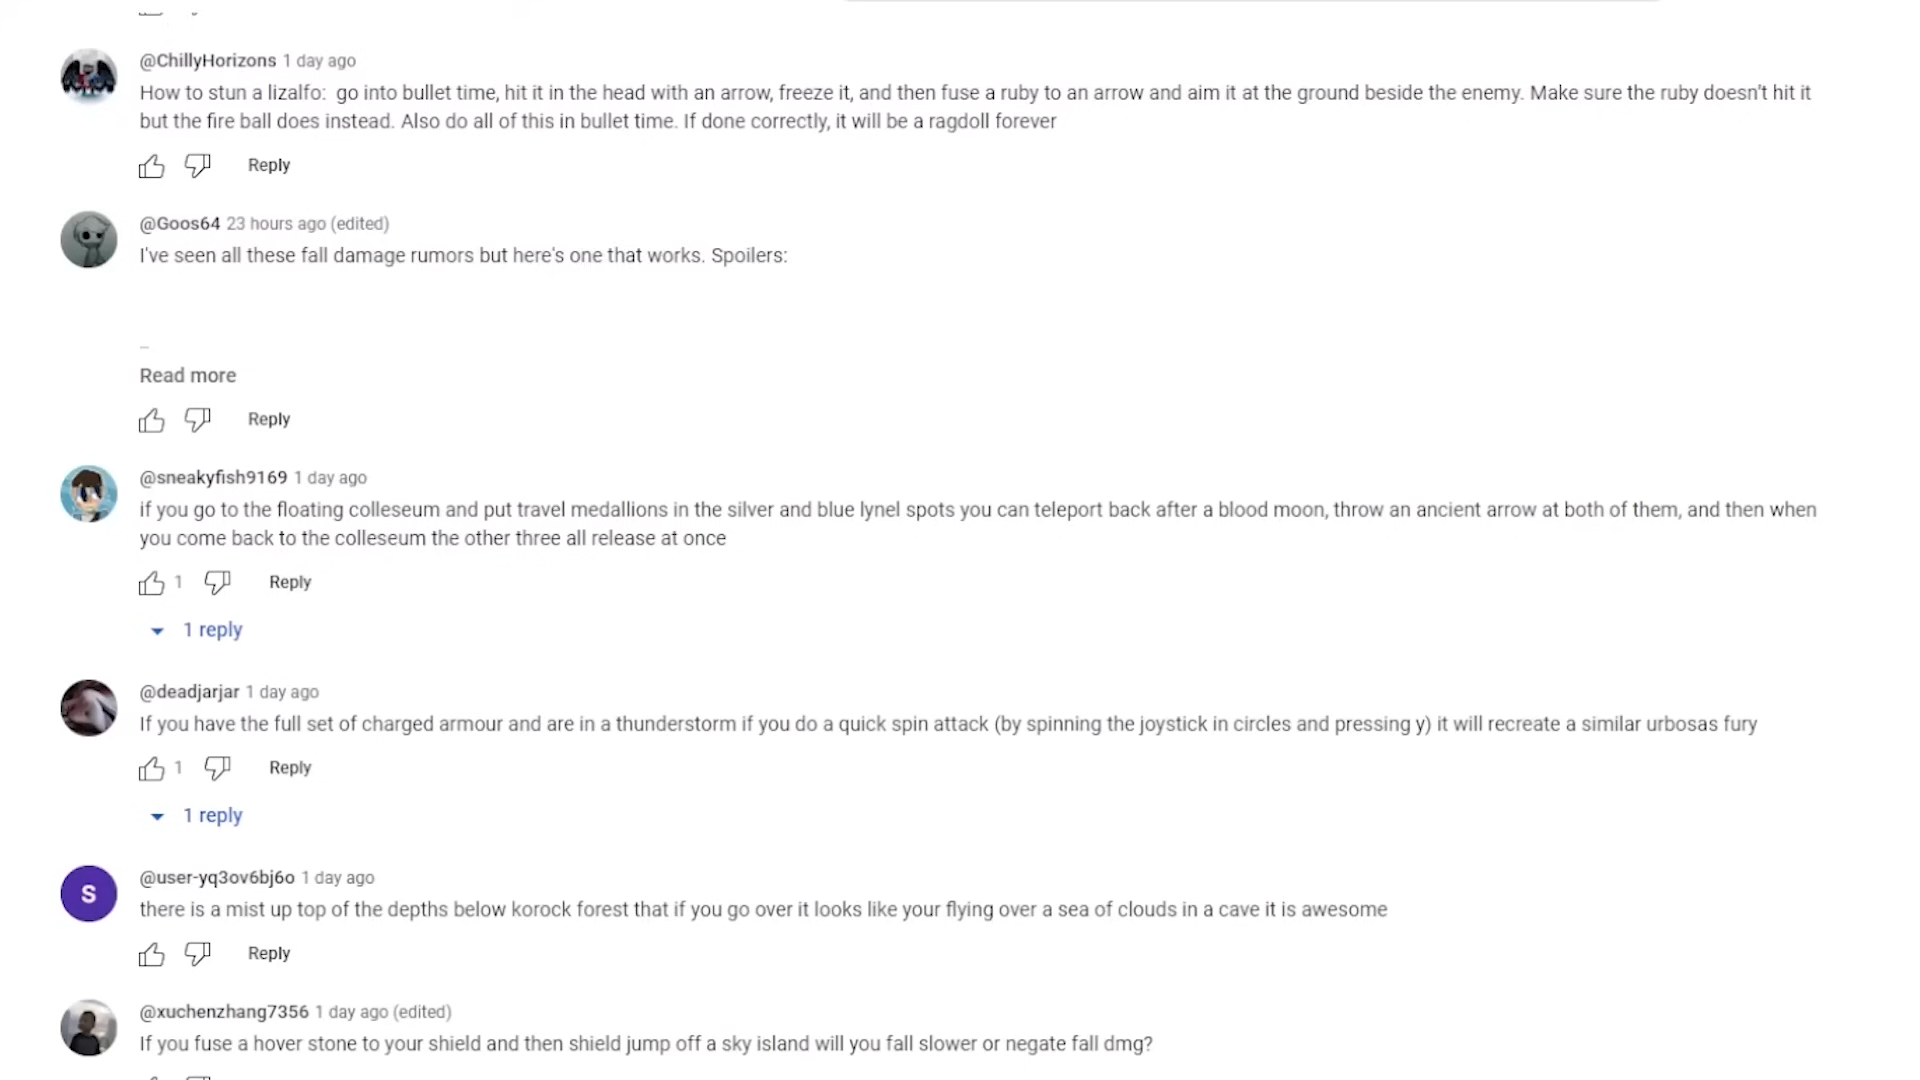 @ChillyHorizons 1 day ago
How to stun a lizalfo:  go into bullet time, hit it in the head with an arrow, freeze it, and then fuse a ruby to an arrow and aim it at the ground beside the enemy. Make sure the ruby doesn't hit it
but the fire ball does instead. Also do all of this in bullet time. If done correctly, it will be a ragdoll forever
Reply
@Goos64 23 hours ago (edited)
I've seen all these fall damage rumors but here's one that works. Spoilers:
Read more
Reply
@sneakyfish9169 1 day ago
if you go to the floating colleseum and put travel medallions in the silver and blue lynel spots you can teleport back after a blood moon, throw an ancient arrow at both of them, and then when
you come back to the colleseum the other three all release at once
1 Reply
1 reply
@deadjarjar 1 day ago
If you have the full set of charged armour and are in a thunderstorm if you do a quick spin attack (by spinning the joystick in circles and pressing y) it will recreate a similar urbosas fury
1 Reply
1 reply
S
@user-yq3ov6bj6o 1 day ago
there is a mist up top of the depths below korock forest that if you go over it looks like your flying over a sea of clouds in a cave it is awesome
Reply
@xuchenzhang7356 1 day ago (edited)
If you fuse a hover stone to your shield and then shield jump off a sky island will you fall slower or negate fall dmg?